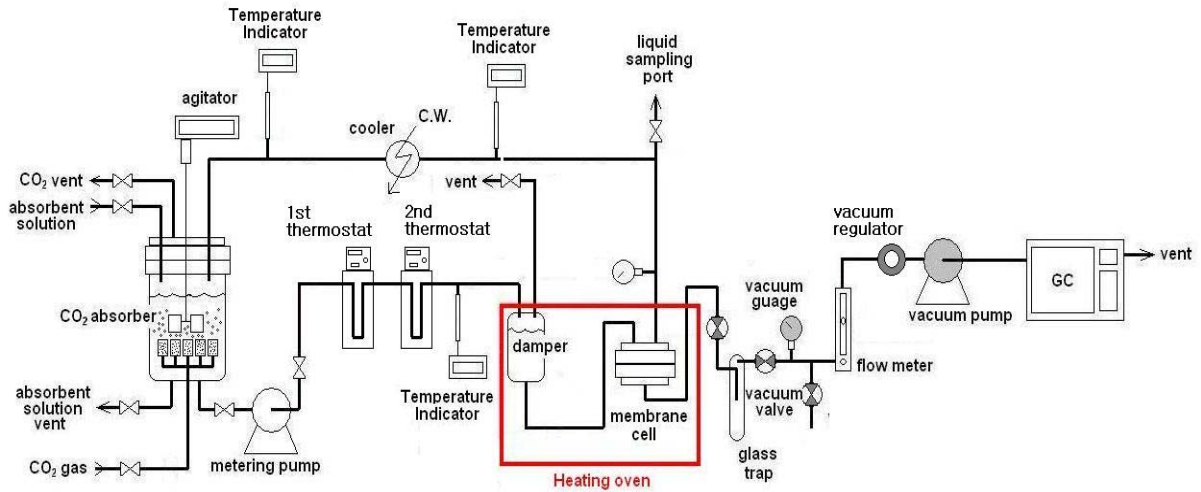 Temperature
Indicator
Temperature
Indicator
liquid
sampling
port
agitator
cooler
C.W.
CO₂ vent
absorbent
solution
vent
1st
thermostat
2nd
thermostat
vacuum
regulator
vent
GC
CO₂ absorber
vacuum
guage
vacuum pump
damper
flow meter
absorbent
solution
vent
Temperature
Indicator
membrane
cell
vacuum
valve
metering pump
glass
trap
CO₂ gas
Heating oven